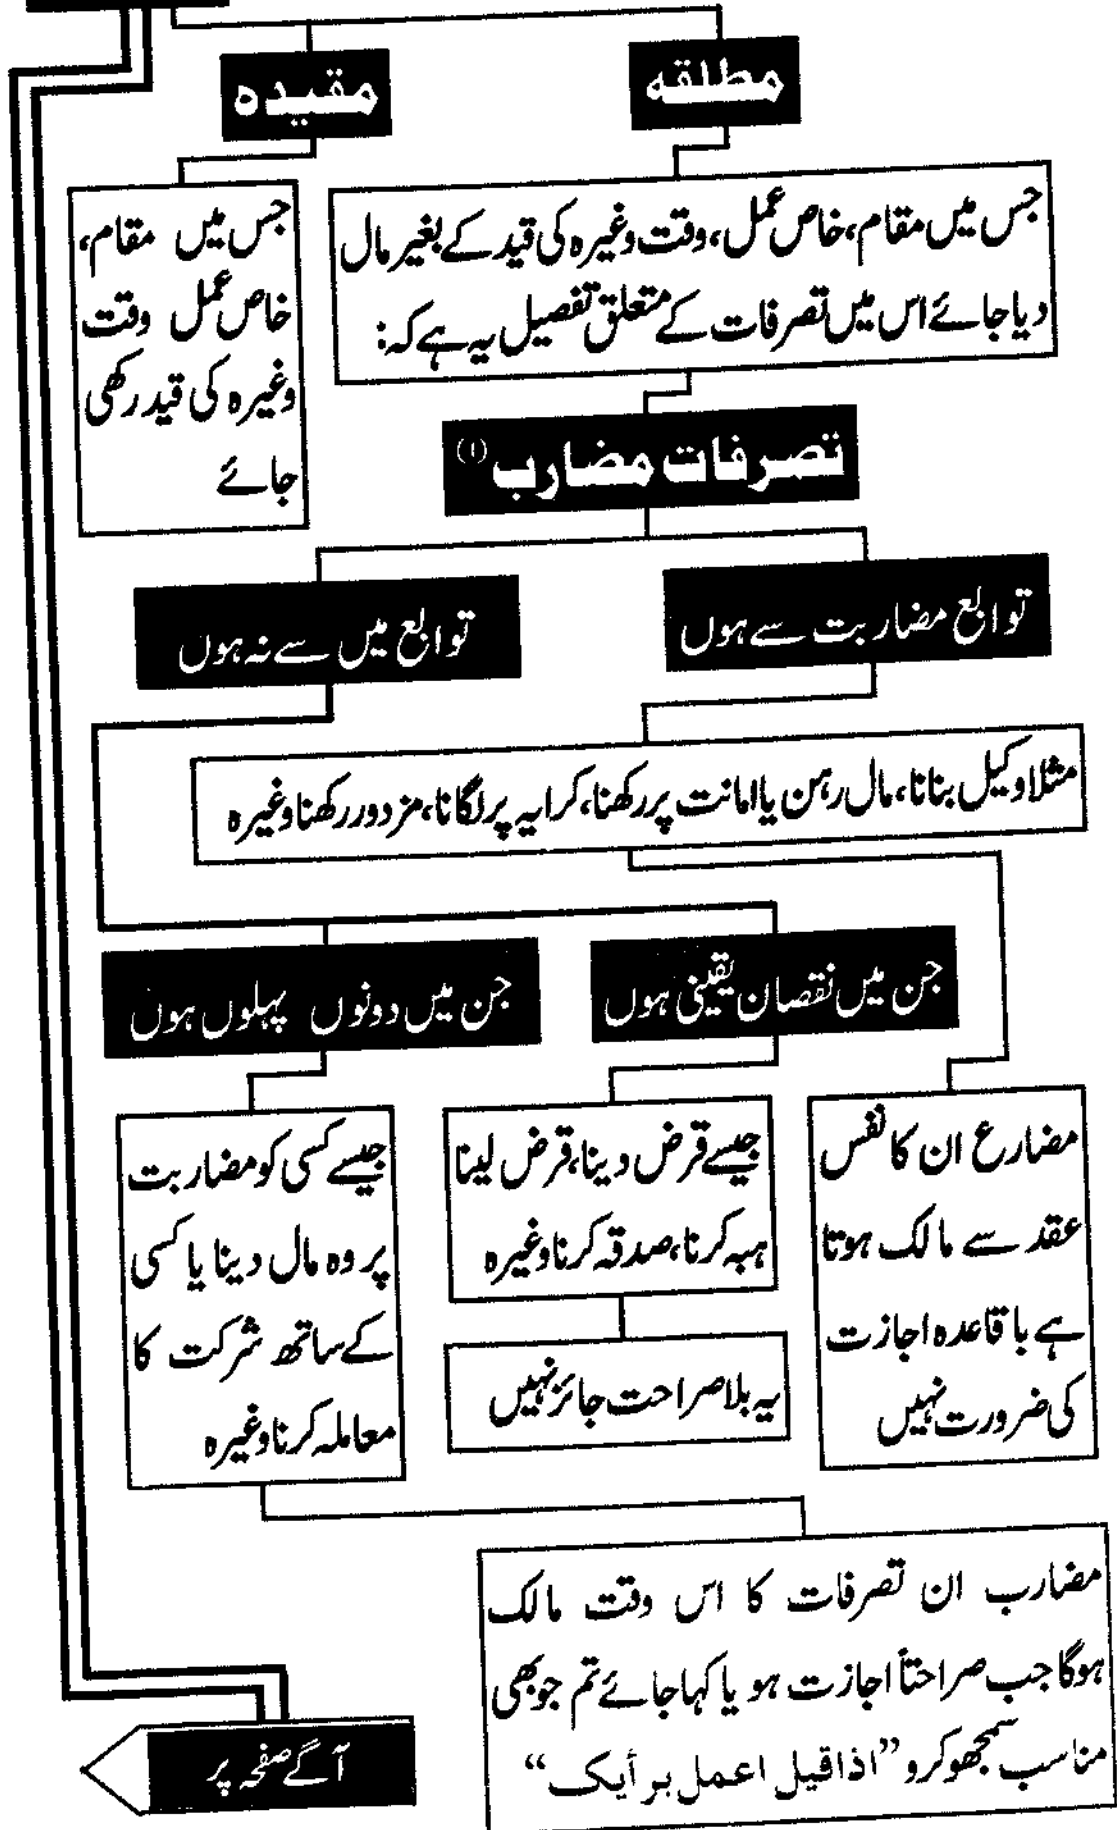 مطلقه
مقیده
جس میں مقام،خاص عمل،وقت وغیرہ کی قید کے بغیر مال
دیا جائے اس میں تصرفات کے متعلق تفصیل یہ ہے کہ:
جس میں مقام،
خاص عمل وقت
وغیرہ کی قید رکھی
جائے
تصرفات مضارب(۱)
توابع مضاربت سے ہوں
توابع میں سے نہ ہوں
مثلا وکیل بنانا،مال رہن یا امانت پر رکھنا،کرایہ پر لگانا،مزدور رکھنا وغیرہ
جن میں نقصان یقینی ہوں
جن میں دونوں پہلوں ہوں
مضارع ان کا نفس
عقد سے مالک ہوتا
ہے باقاعدہ اجازت
کی ضرورت نہیں
جیسے قرض دینا،قرض لینا
ہبہ کرنا،صدقہ کرنا وغیرہ
یہ بلا صراحت جائز نہیں
جیسے کسی کو مضاربت
پر وہ مال دینا یا کسی
کے ساتھ شرکت کا
معاملہ کرنا وغیرہ
مضارب ان تصرفات کا اس وقت مالک
ہوگا جب صراحتاً اجازت ہو یا کہا جائے تم جو بھی
مناسب سمجھو کرو ”اذا قیل اعمل برأیک“
آگے صفحہ پر